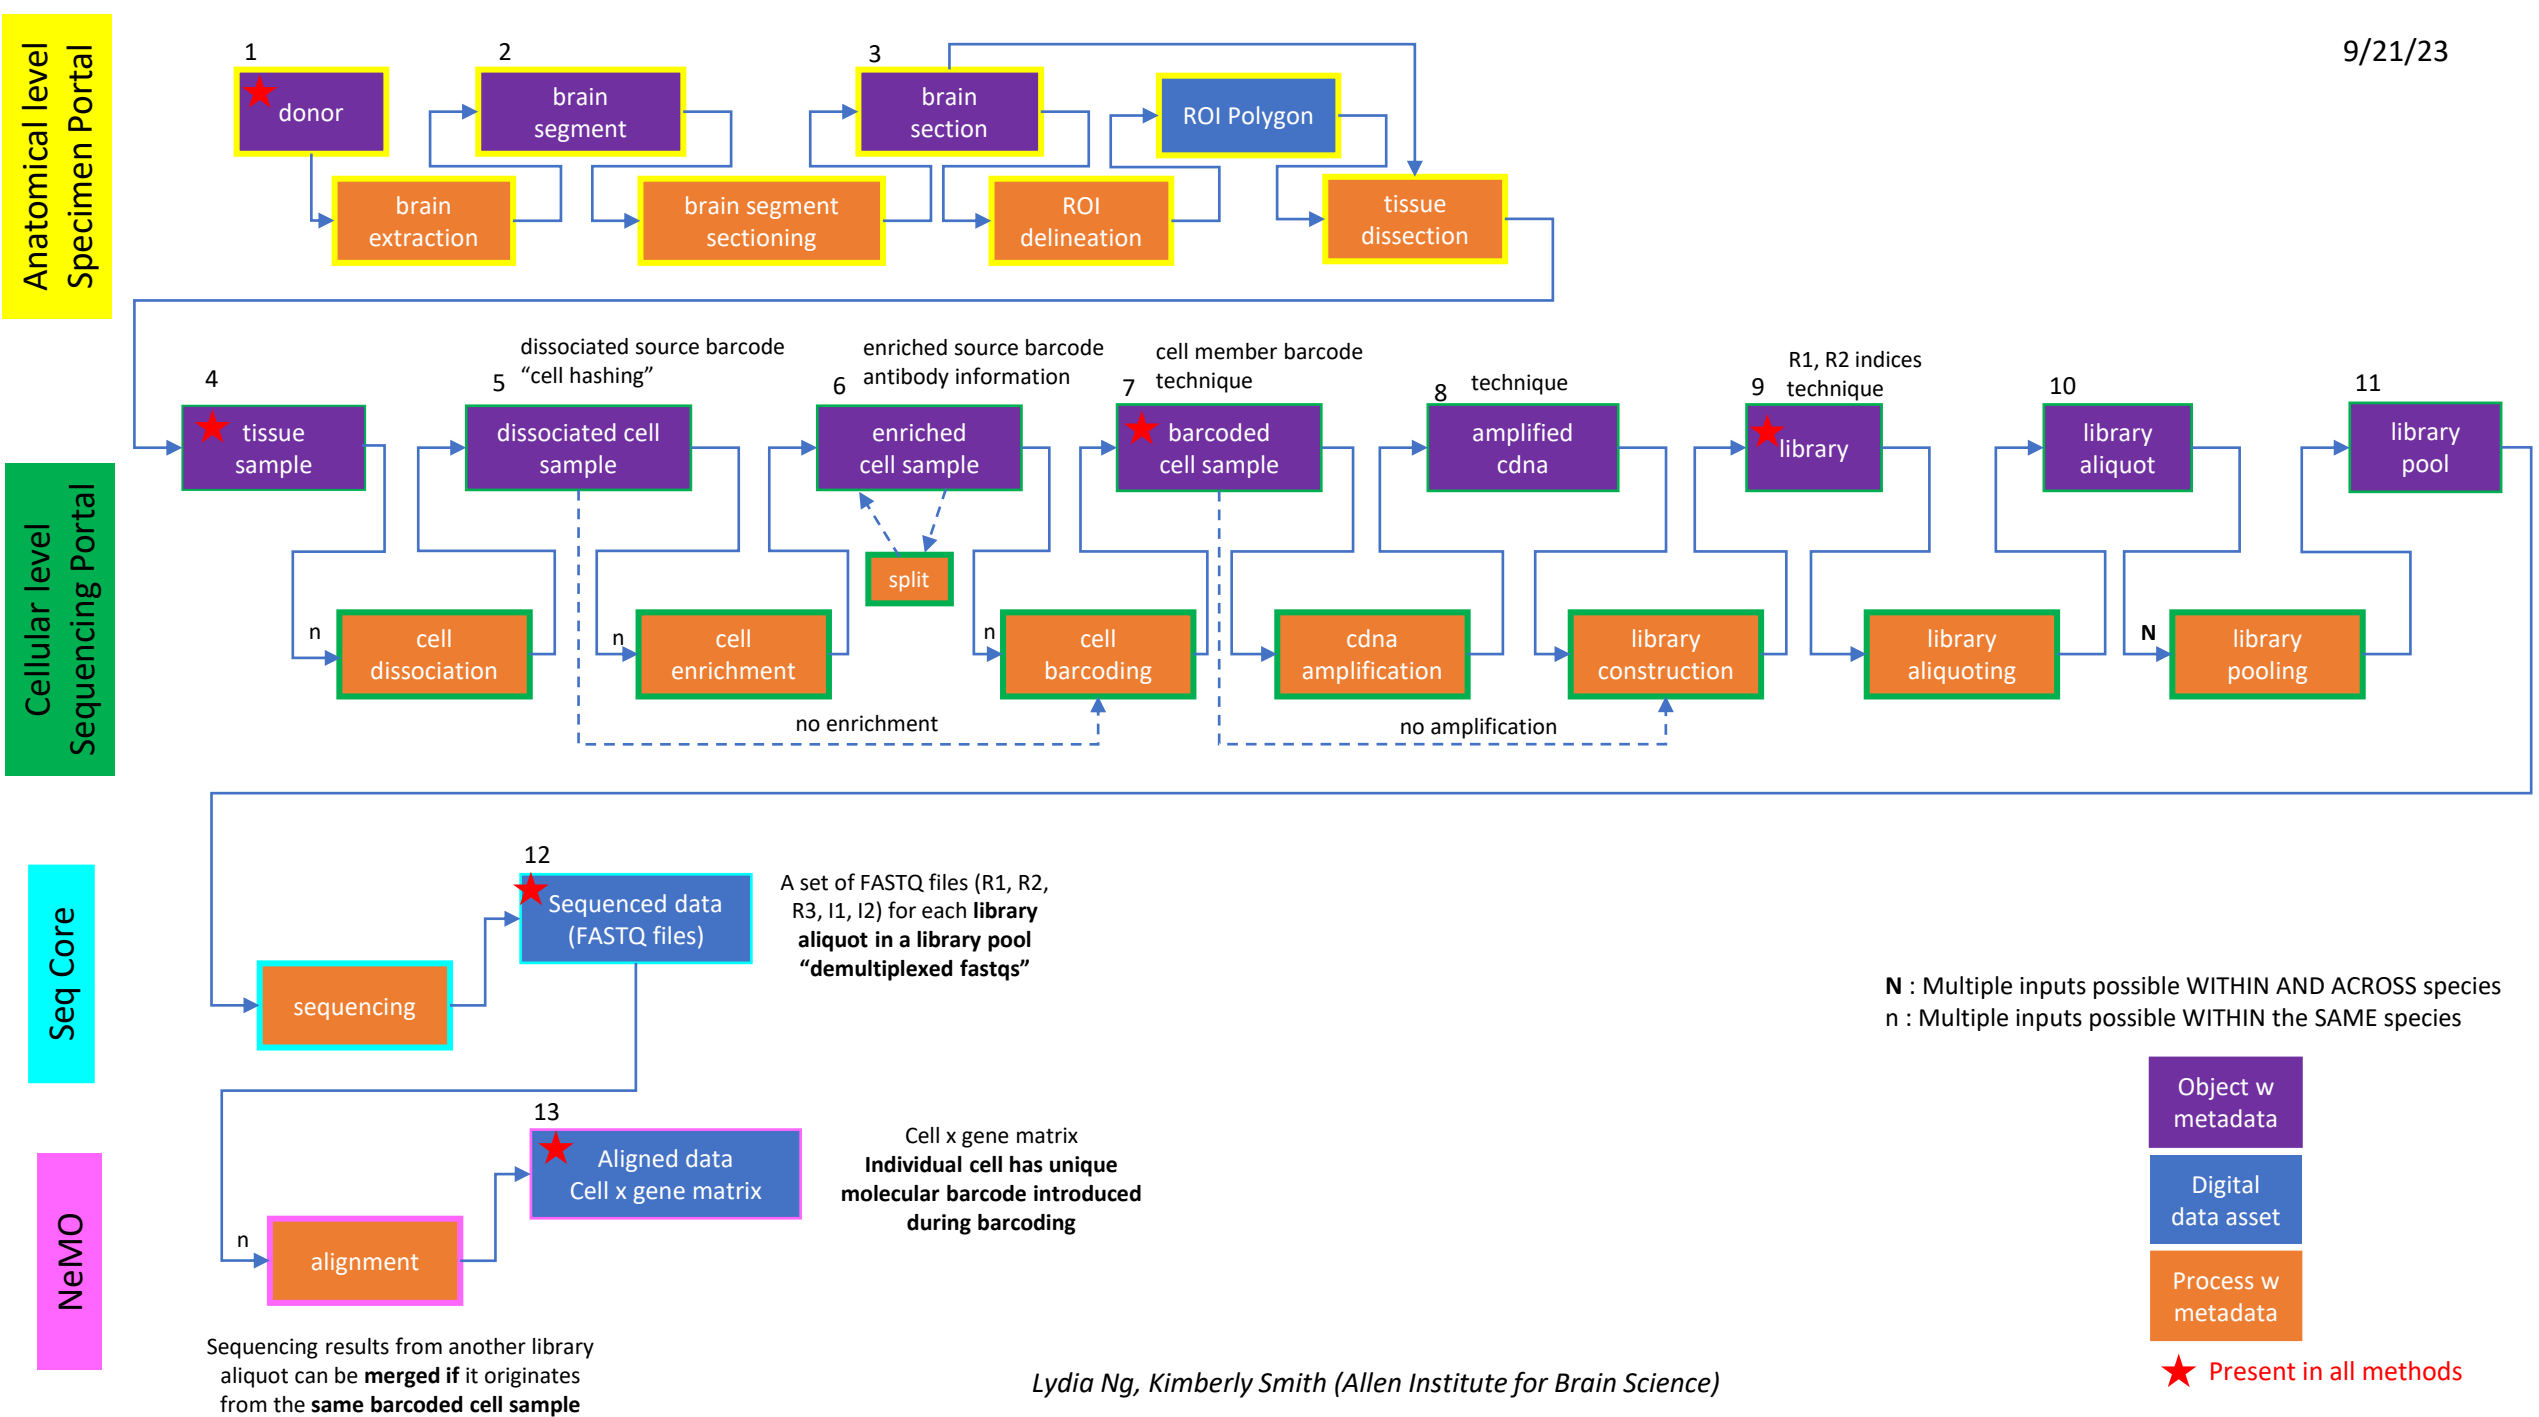 9/21/23
Anatomical level
Specimen Portal
1
donor
2
brain
segment
3
brain
section
ROI Polygon
brain
extraction
brain segment
sectioning
ROI
delineation
tissue
dissection
Cellular level
Sequencing Portal
4
tissue
sample
dissociated source barcode
“cell hashing”
5
dissociated cell
sample
enriched source barcode
antibody information
6
enriched
cell sample
cell member barcode
technique
7
barcoded
cell sample
technique
8
amplified
cdna
R1, R2 indices
technique
9
library
10
library
aliquot
11
library
pool
split
n
cell
dissociation
n
cell
enrichment
n
cell
barcoding
cdna
amplification
library
construction
library
aliquoting
N
library
pooling
no enrichment
no amplification
Seq Core
12
Sequenced data
(FASTQ files)
sequencing
A set of FASTQ files (R1, R2,
R3, I1, I2) for each library
aliquot in a library pool
“demultiplexed fastqs”
N : Multiple inputs possible WITHIN AND ACROSS species
n : Multiple inputs possible WITHIN the SAME species
NeMO
13
Aligned data
Cell x gene matrix
n
alignment
Cell x gene matrix
Individual cell has unique
molecular barcode introduced
during barcoding
Sequencing results from another library
aliquot can be merged if it originates
from the same barcoded cell sample
Object w
metadata
Digital
data asset
Process w
metadata
Present in all methods
Lydia Ng, Kimberly Smith (Allen Institute for Brain Science)